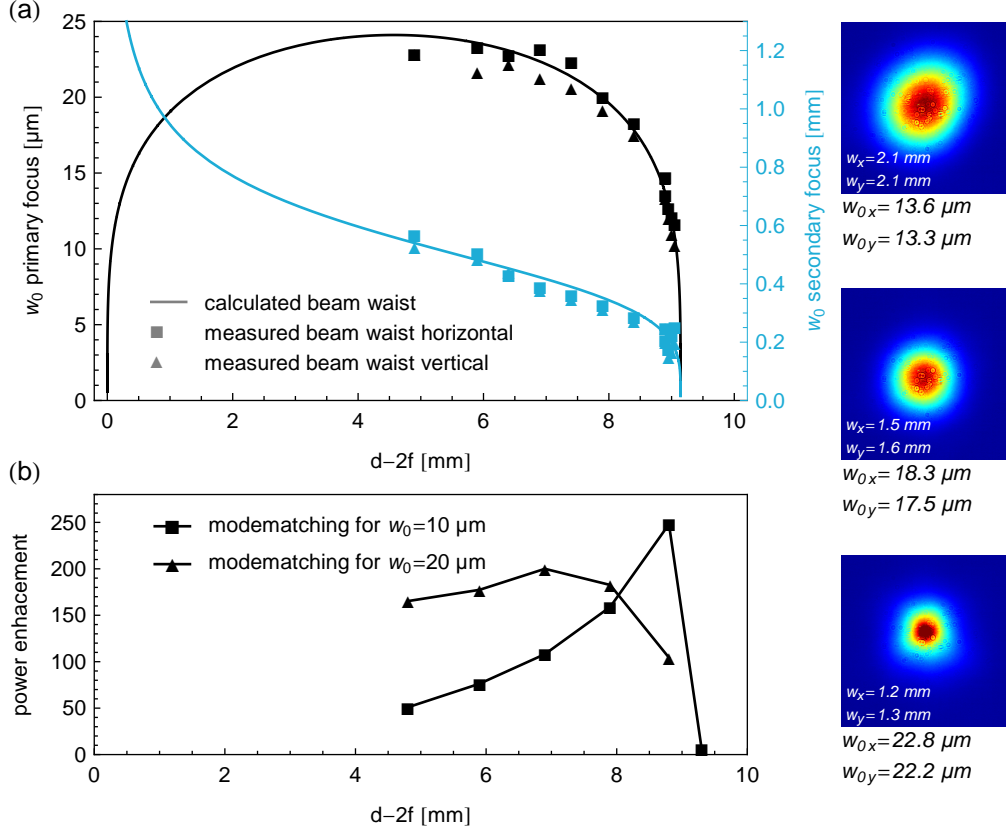 (a)
25
20
15
10
5
0
w0 primary focus [µm]
1.2
1.0
0.8
0.6
0.4
0.2
0.0
w0 secondary focus [mm]
calculated beam waist
measured beam waist horizontal
measured beam waist vertical
0 2 4 6 8 10
d−2f [mm]
(b)
250
200
150
100
50
0
power enhacement
modematching for w0=10 µm
modematching for w0=20 µm
0 2 4 6 8 10
d−2f [mm]
wx=2.1 mm
wy=2.1 mm
w0x=13.6 µm
w0y=13.3 µm
wx=1.5 mm
wy=1.6 mm
w0x=18.3 µm
w0y=17.5 µm
wx=1.2 mm
wy=1.3 mm
w0x=22.8 µm
w0y=22.2 µm